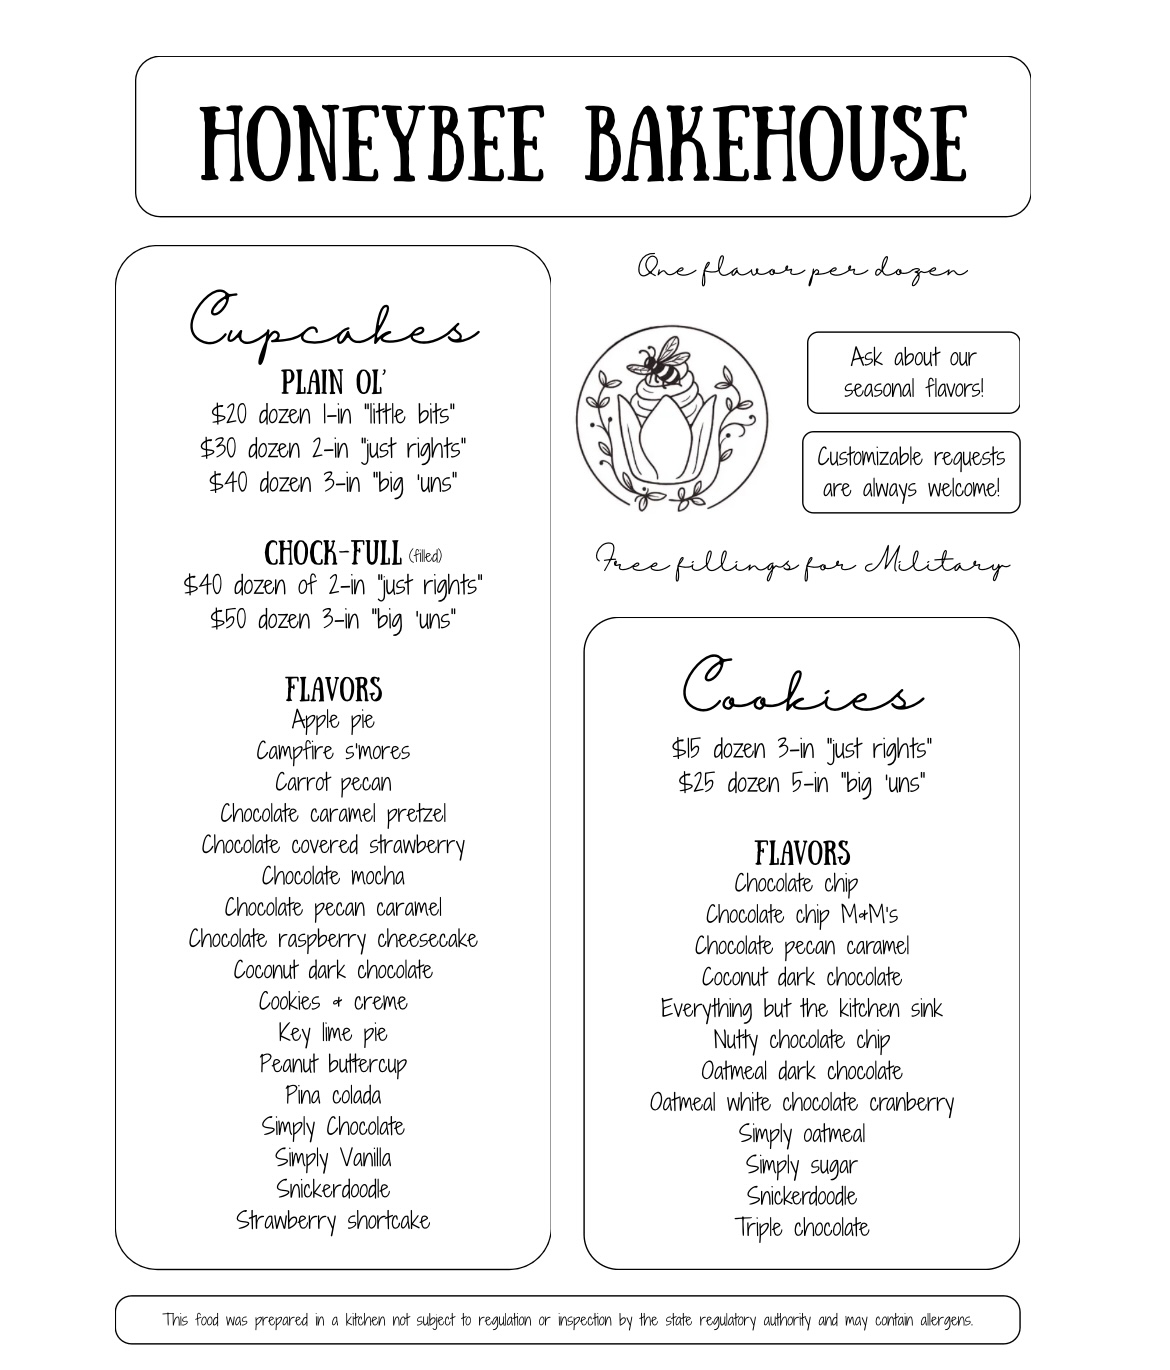 HONEYBEE BAKEHOUSE
Cupcakes
PLAIN OL'
$20 dozen 1-in "little bits"
$30 dozen 2-in "just rights"
$40 dozen 3-in "big 'uns"
CHOCK-FULL (filled)
$40 dozen of 2-in "just rights"
$50 dozen 3-in "big 'uns"
FLAVORS
Apple pie
Campfire s'mores
Carrot pecan
Chocolate caramel pretzel
Chocolate covered strawberry
Chocolate mocha
Chocolate pecan caramel
Chocolate raspberry cheesecake
Coconut dark chocolate
Cookies & creme
Key lime pie
Peanut buttercup
Pina colada
Simply Chocolate
Simply Vanilla
Snickerdoodle
Strawberry shortcake
One flavor per dozen
Ask about our
seasonal flavors!
Customizable requests
are always welcome!
Free fillings for Military
Cookies
$15 dozen 3-in "just rights"
$25 dozen 5-in "big 'uns"
FLAVORS
Chocolate chip
Chocolate chip M&M's
Chocolate pecan caramel
Coconut dark chocolate
Everything but the kitchen sink
Nutty chocolate chip
Oatmeal dark chocolate
Oatmeal white chocolate cranberry
Simply oatmeal
Simply sugar
Snickerdoodle
Triple chocolate
This food was prepared in a kitchen not subject to regulation or inspection by the state regulatory authority and may contain allergens.